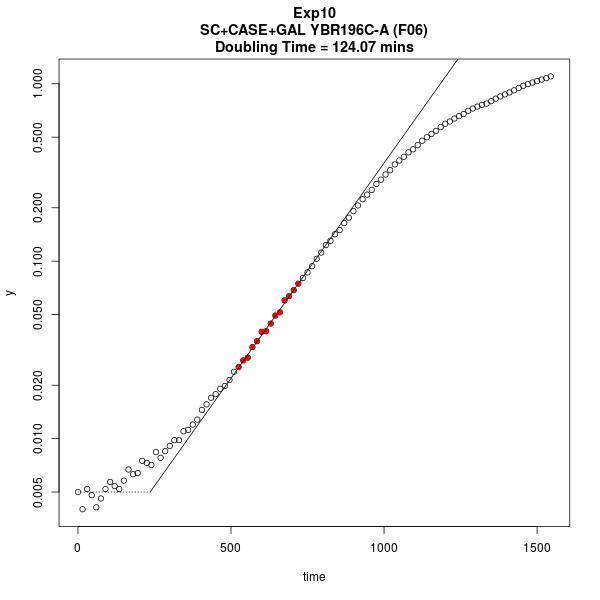 Exp10
SC+CASE+GAL YBR196C-A (F06)
Doubling Time = 124.07 mins
1.000
0.500
0.200
0.100
0.050
0.020
0.010
0.005
y
0
500
1000
1500
time